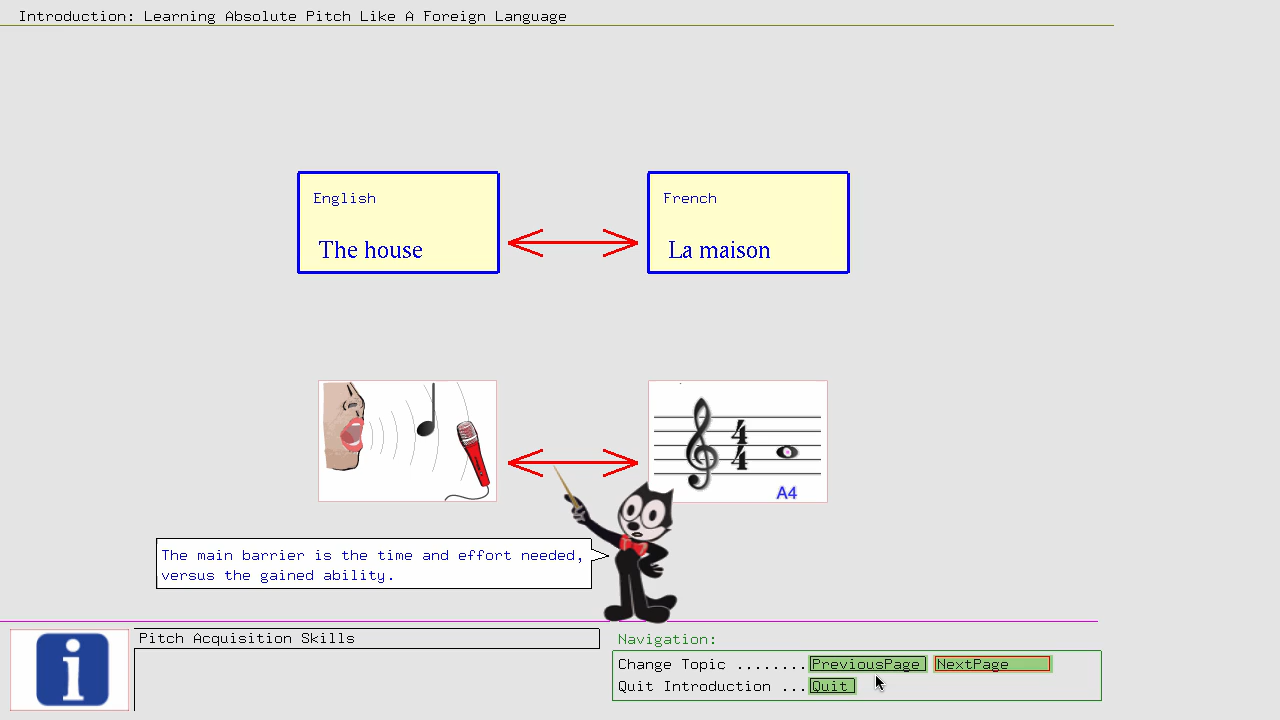 Introduction: Learning Absolute Pitch Like A Foreign Language
English
The house
French
La maison
4
4
A4
The main barrier is the time and effort needed,
versus the gained ability.
i
Pitch Acquisition Skills
Navigation:
Change Topic ........ PreviousPage NextPage
Quit Introduction ... Quit